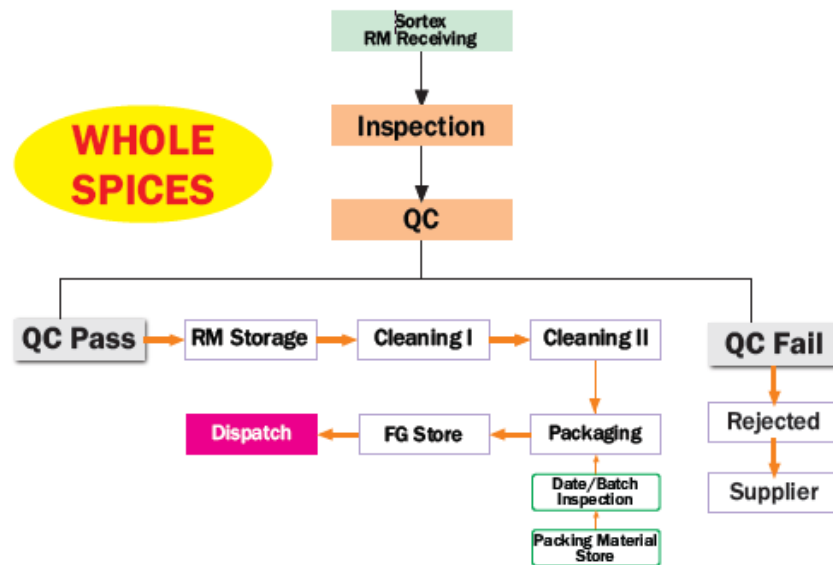 Sortex
RM Receiving
Inspection
WHOLE
SPICES
QC
QC Pass
RM Storage
Cleaning I
Cleaning II
QC Fail
Dispatch
FG Store
Packaging
Rejected
Date/Batch
Inspection
Supplier
Packing Material
Store